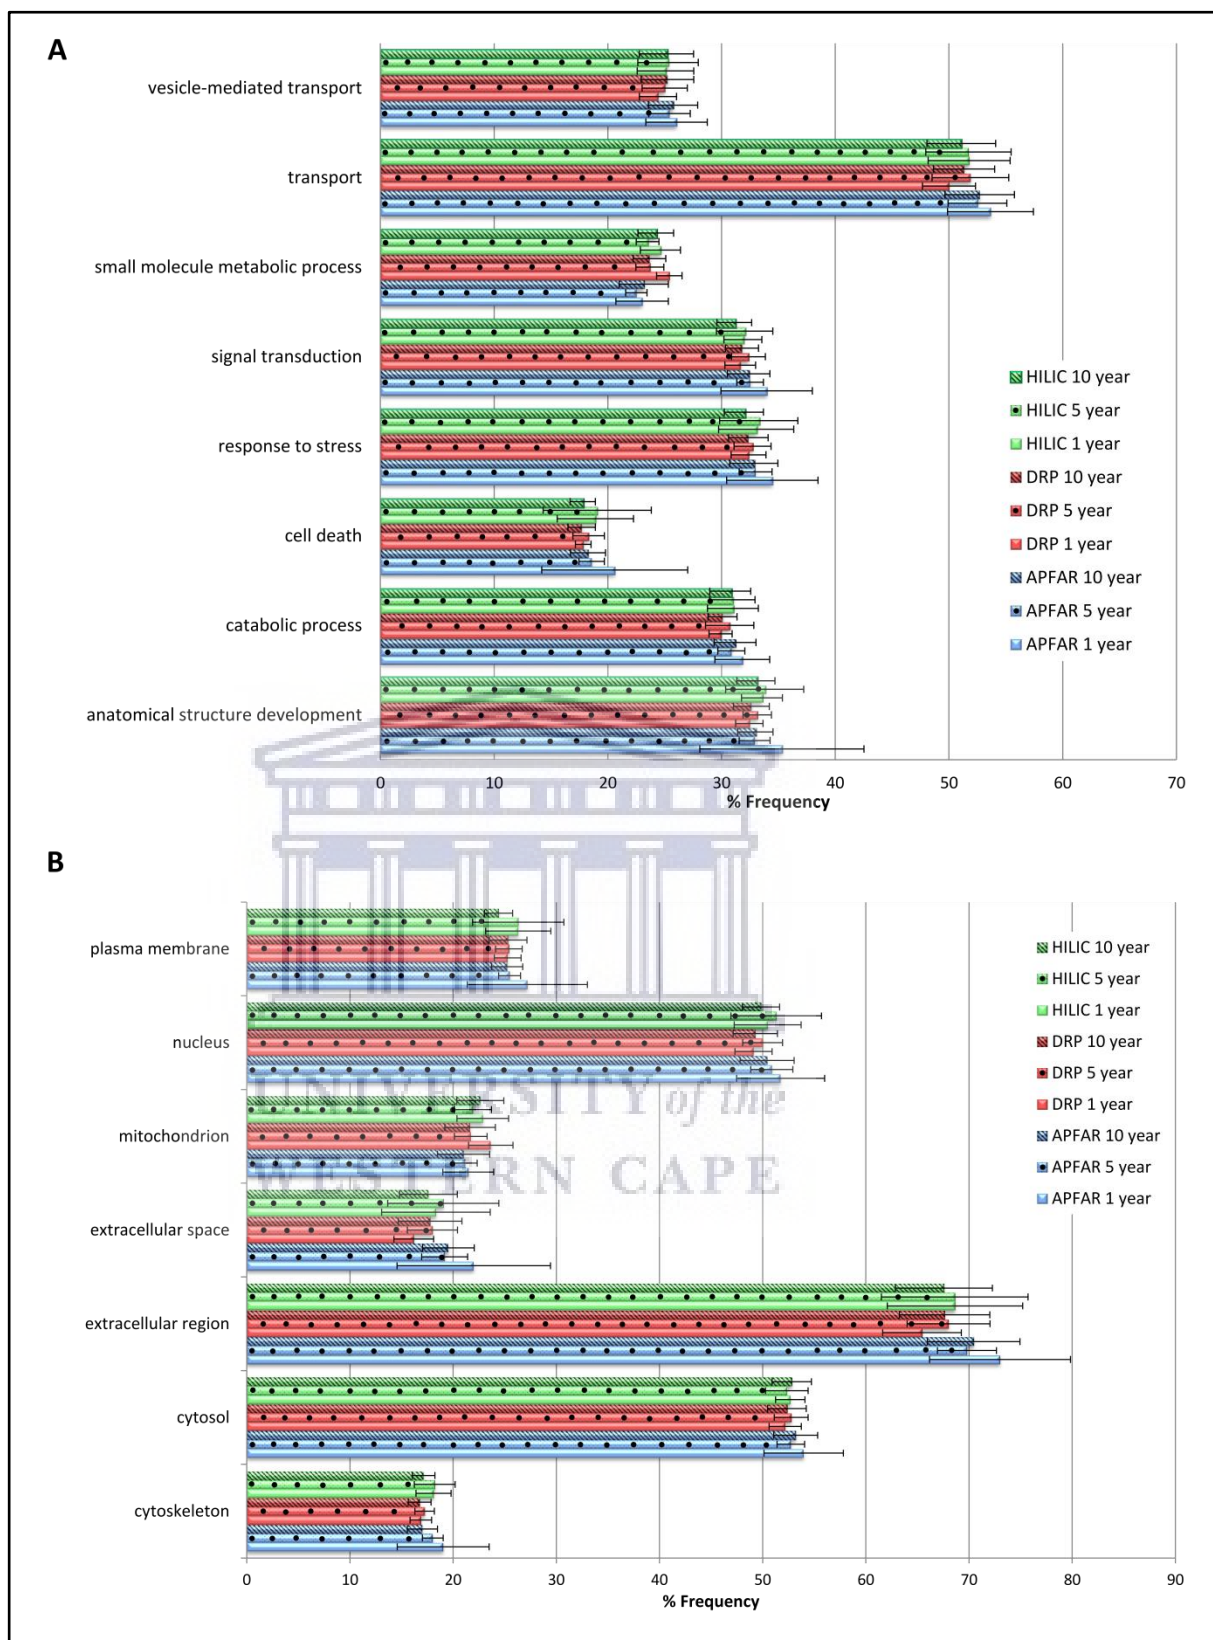 A
vesicle-mediated transport
transport
small molecule metabolic process
signal transduction
response to stress
cell death
catabolic process
anatomical structure development
HILIC 10 year
HILIC 5 year
HILIC 1 year
DRP 10 year
DRP 5 year
DRP 1 year
APFAR 10 year
APFAR 5 year
APFAR 1 year
0 10 20 30 40 50 60 70
% Frequency
B
plasma membrane
nucleus
mitochondrion
extracellular space
extracellular region
cytosol
cytoskeleton
HILIC 10 year
HILIC 5 year
HILIC 1 year
DRP 10 year
DRP 5 year
DRP 1 year
APFAR 10 year
APFAR 5 year
APFAR 1 year
UNIVERSITY of the
WESTERN CAPE
0 10 20 30 40 50 60 70 80 90
% Frequency